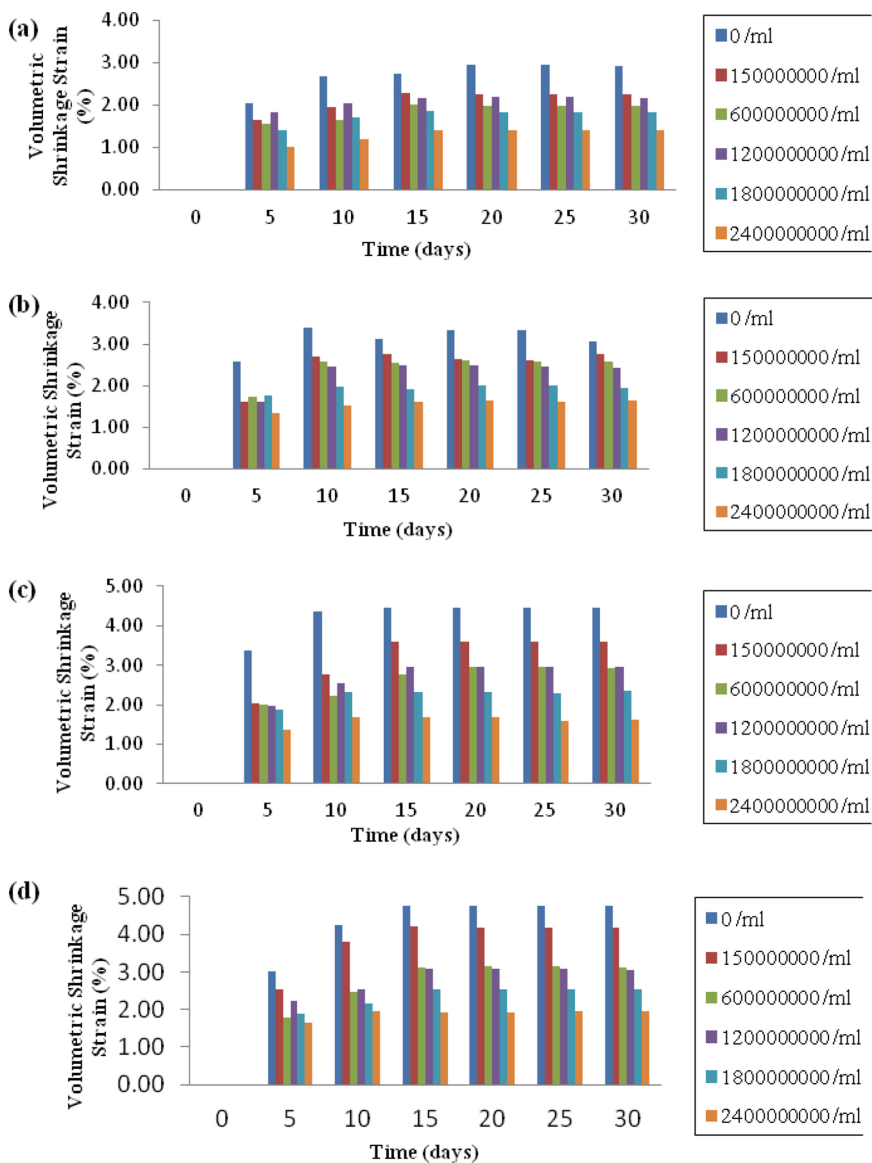 (a)
Volumetric
Shrinkage Strain
(%)
4.00
3.00
2.00
1.00
0.00
0 5 10 15 20 25 30
Time (days)
0 /ml
150000000/ml
600000000/ml
1200000000/ml
1800000000/ml
2400000000/ml
(b)
Volumetric Shrinkage
Strain (%)
4.00
3.00
2.00
1.00
0.00
0 5 10 15 20 25 30
Time (days)
0 /ml
150000000/ml
600000000/ml
1200000000/ml
1800000000/ml
2400000000/ml
(c)
Volumetric Shrinkage
Strain (%)
5.00
4.00
3.00
2.00
1.00
0.00
0 5 10 15 20 25 30
Time (days)
0 /ml
150000000/ml
600000000/ml
1200000000/ml
1800000000/ml
2400000000/ml
(d)
Volumetric Shrinkage
Strain (%)
5.00
4.00
3.00
2.00
1.00
0.00
0 5 10 15 20 25 30
Time (days)
0 /ml
150000000/ml
600000000/ml
1200000000/ml
1800000000/ml
2400000000/ml